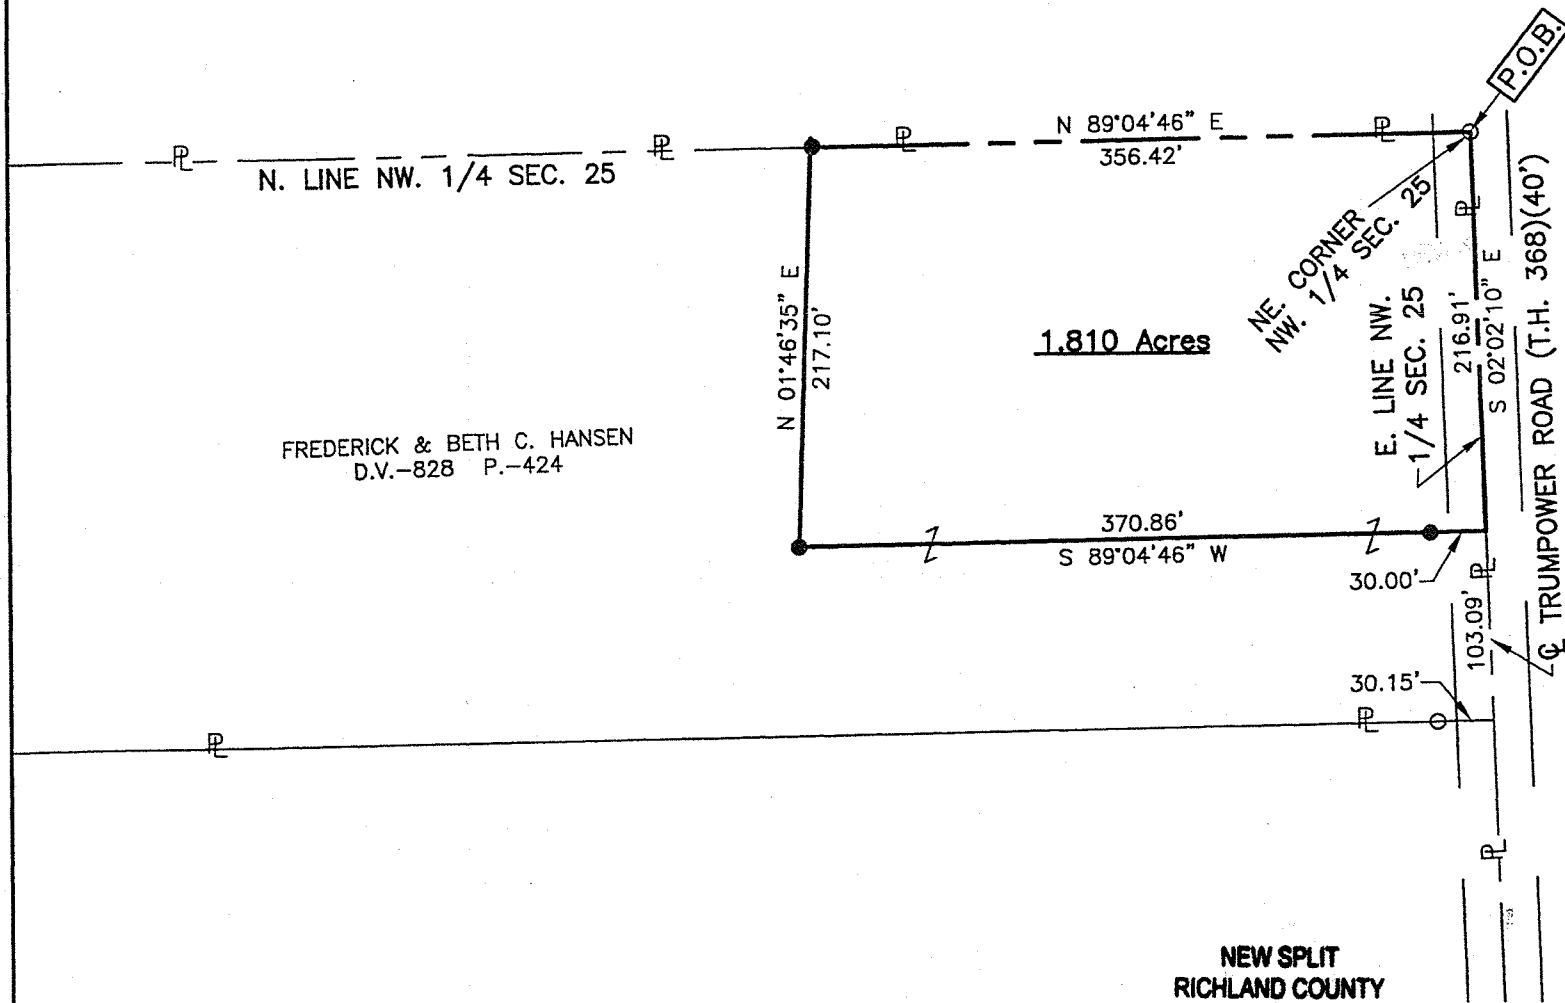 P.O.B.
N 89°04'46" E
356.42'
N. LINE NW. 1/4 SEC. 25
NE. CORNER
NW. 1/4 SEC. 25
N 01°46'35" E
217.10'
1.810 Acres
E. LINE NW.
1/4 SEC. 25
216.91'
S 02°02'10" E
℄ TRUMPOWER ROAD (T.H. 368)(40')
FREDERICK & BETH C. HANSEN
D.V.-828 P.-424
370.86'
S 89°04'46" W
30.00'
103.09'
30.15'
NEW SPLIT
RICHLAND COUNTY